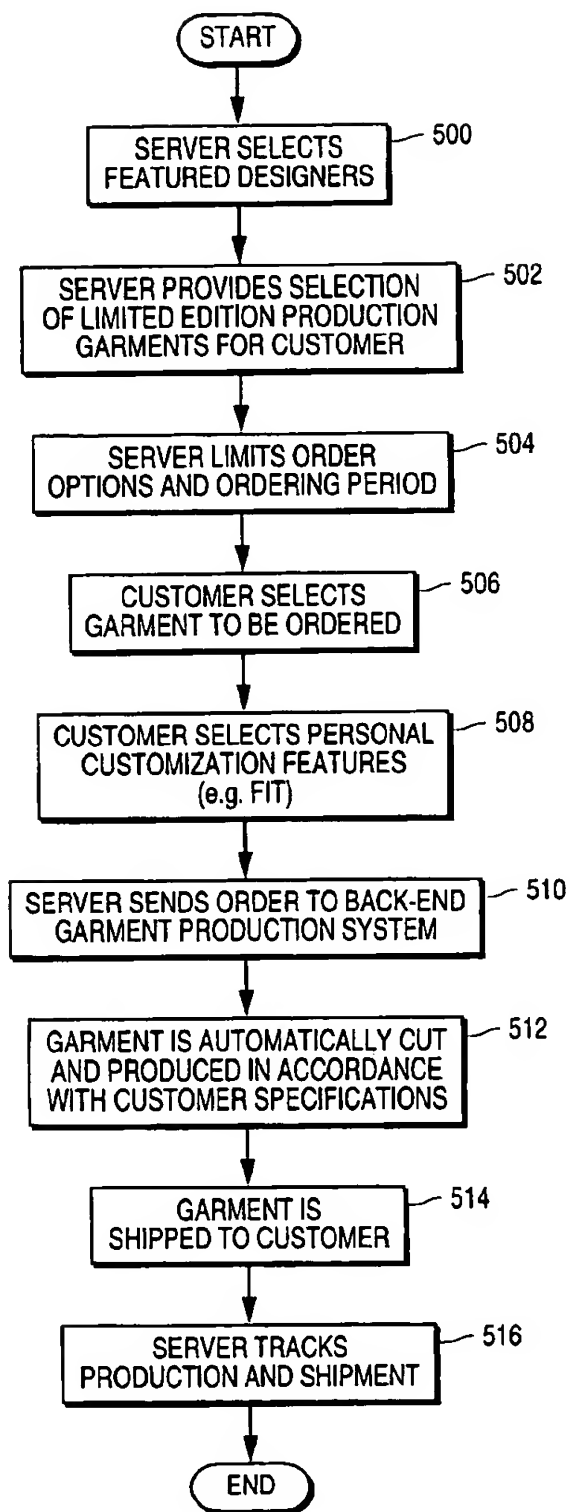 START
SERVER SELECTS
FEATURED DESIGNERS
500
SERVER PROVIDES SELECTION
OF LIMITED EDITION PRODUCTION
GARMENTS FOR CUSTOMER
502
SERVER LIMITS ORDER
OPTIONS AND ORDERING PERIOD
504
CUSTOMER SELECTS
GARMENT TO BE ORDERED
506
CUSTOMER SELECTS PERSONAL
CUSTOMIZATION FEATURES
(e.g. FIT)
508
SERVER SENDS ORDER TO BACK-END
GARMENT PRODUCTION SYSTEM
510
GARMENT IS AUTOMATICALLY CUT
AND PRODUCED IN ACCORDANCE
WITH CUSTOMER SPECIFICATIONS
512
GARMENT IS
SHIPPED TO CUSTOMER
514
SERVER TRACKS
PRODUCTION AND SHIPMENT
516
END